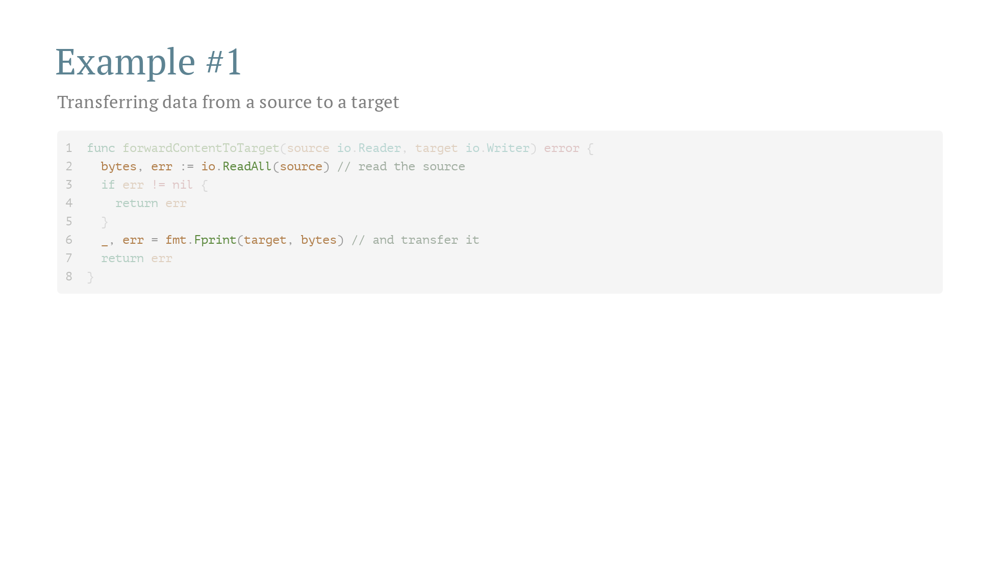 Example #1
Transferring data from a source to a target
1 func forwardContentToTarget(source io.Reader, target io.Writer) error {
2   bytes, err := io.ReadAll(source) // read the source
3   if err != nil {
4     return err
5   }
6   _, err = fmt.Fprint(target, bytes) // and transfer it
7   return err
8 }